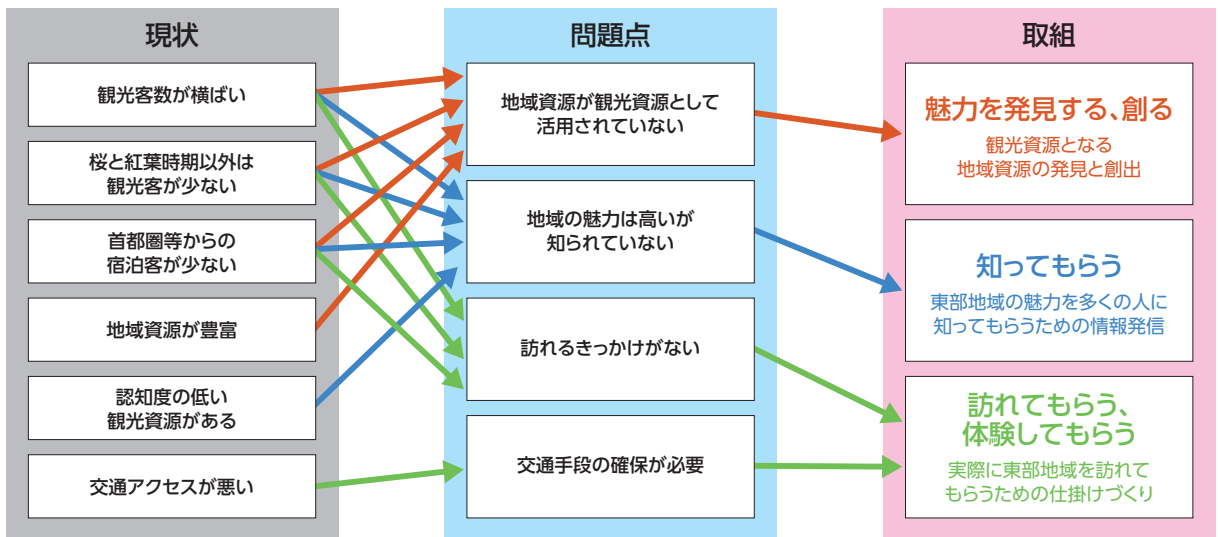 現状
観光客数が横ばい
桜と紅葉時期以外は
観光客が少ない
首都圏等からの
宿泊客が少ない
地域資源が豊富
認知度の低い
観光資源がある
交通アクセスが悪い
問題点
地域資源が観光資源として
活用されていない
地域の魅力は高いが
知られていない
訪れるきっかけがない
交通手段の確保が必要
取組
魅力を発見する、創る
観光資源となる
地域資源の発見と創出
知ってもらう
東部地域の魅力を多くの人に
知ってもらうための情報発信
訪れてもらう、
体験してもらう
実際に東部地域を訪れて
もらうための仕掛けづくり